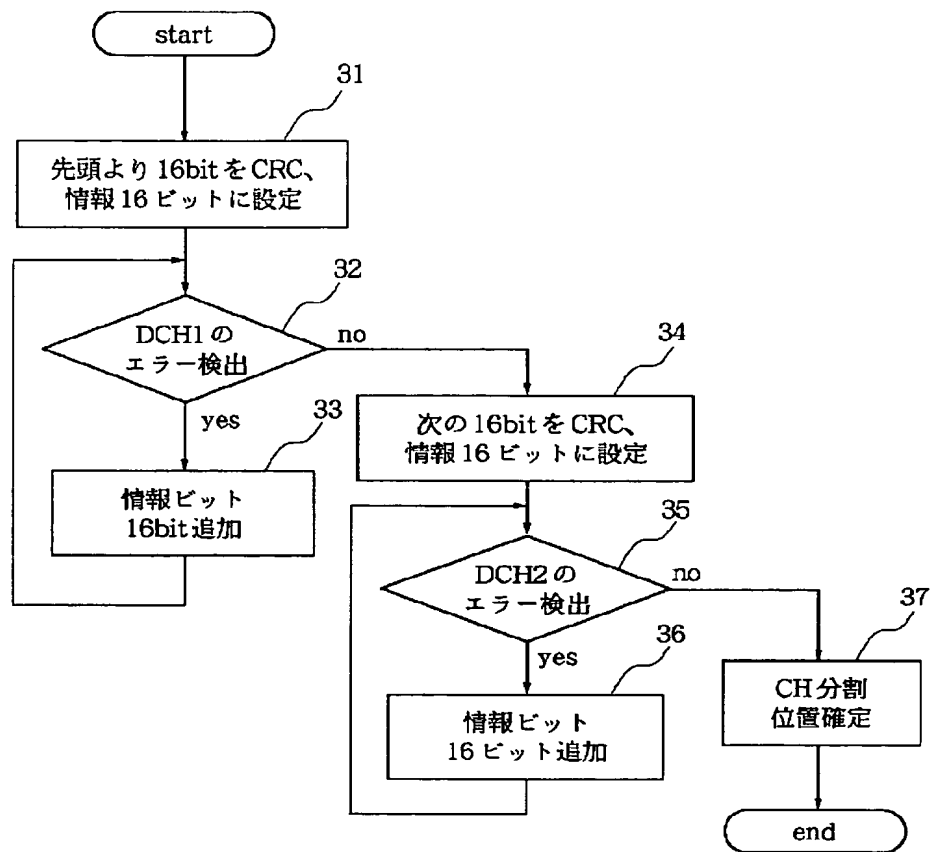 start
31
先頭より16bitをCRC、
情報16ビットに設定
32
DCH1の
エラー検出
no
yes
33
情報ビット
16bit追加
34
次の16bitをCRC、
情報16ビットに設定
35
DCH2の
エラー検出
no
yes
36
情報ビット
16ビット追加
37
CH分割
位置確定
end